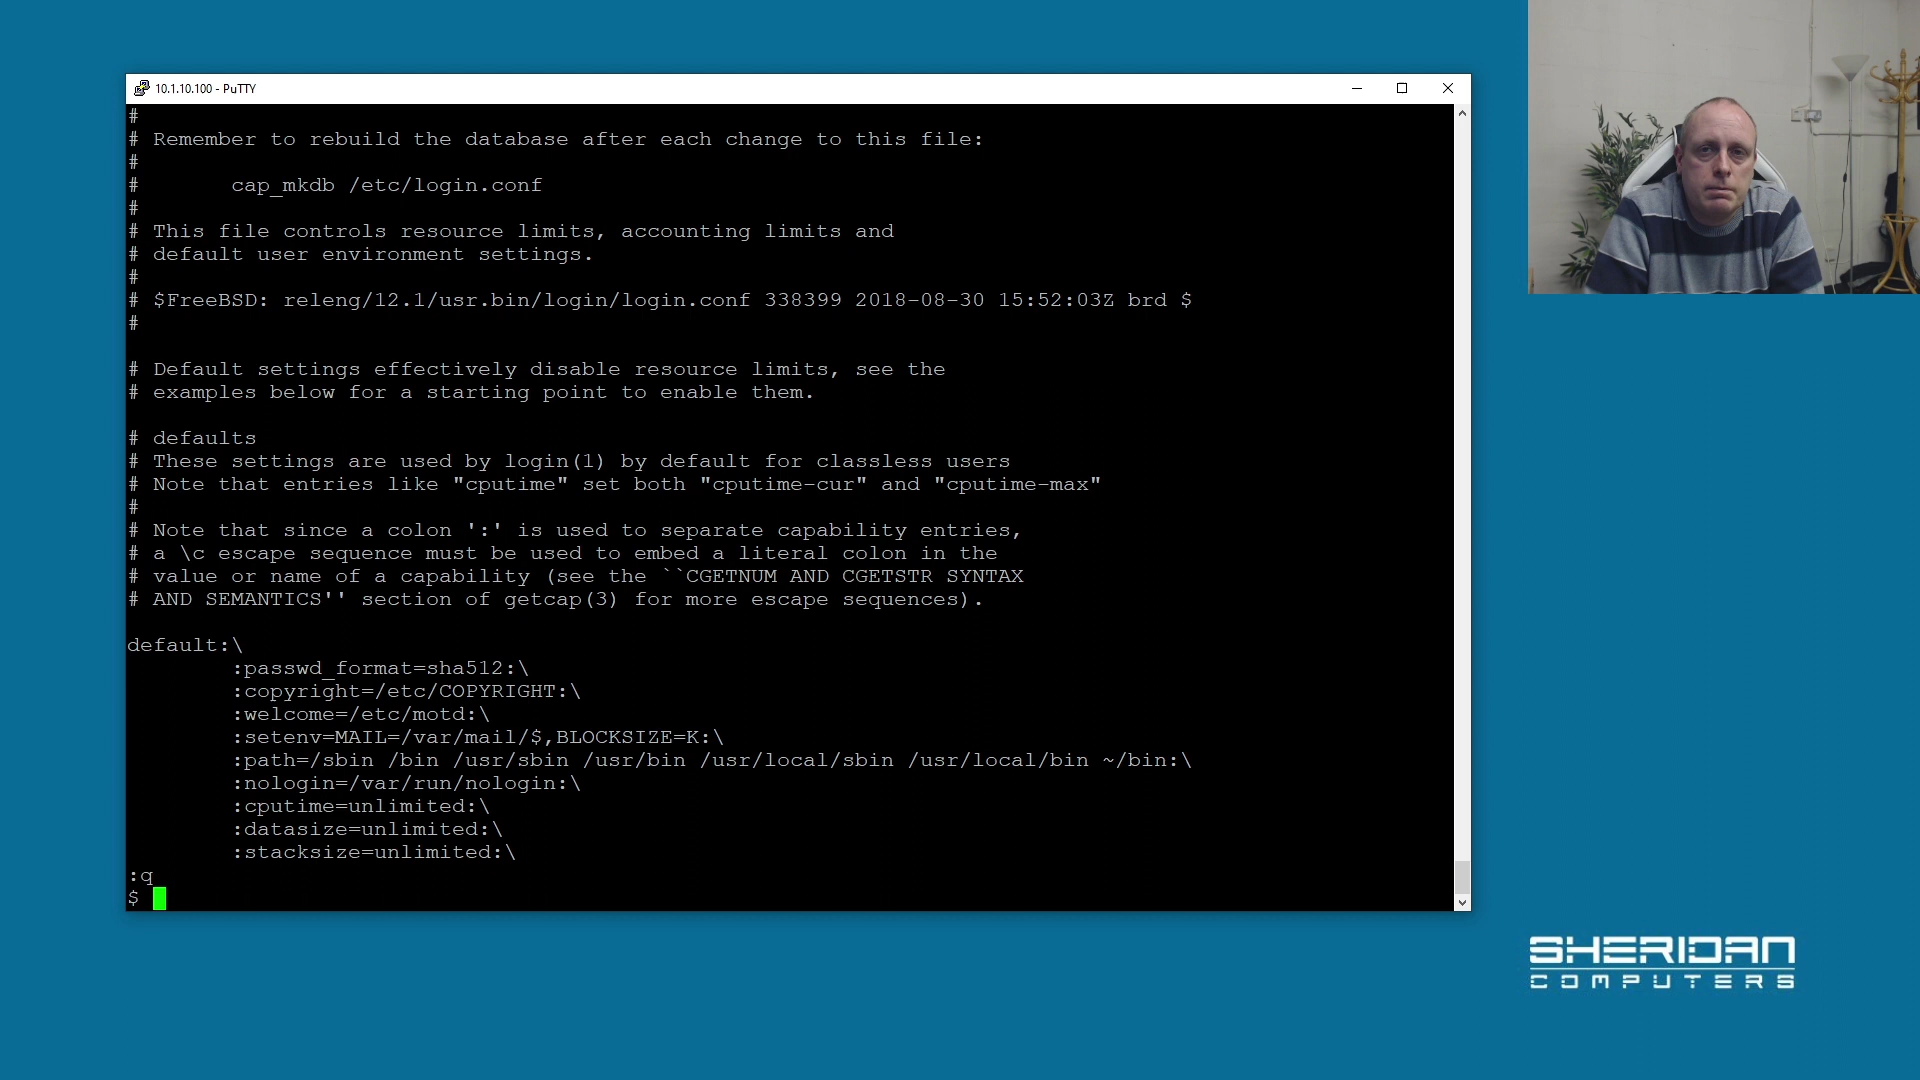 10.1.10.100 - PuTTY
#
# Remember to rebuild the database after each change to this file:
#
#       cap_mkdb /etc/login.conf
#
# This file controls resource limits, accounting limits and
# default user environment settings.
#
# $FreeBSD: releng/12.1/usr.bin/login/login.conf 338399 2018-08-30 15:52:03Z brd $
#
# Default settings effectively disable resource limits, see the
# examples below for a starting point to enable them.
# defaults
# These settings are used by login(1) by default for classless users
# Note that entries like "cputime" set both "cputime-cur" and "cputime-max"
#
# Note that since a colon ':' is used to separate capability entries,
# a \c escape sequence must be used to embed a literal colon in the
# value or name of a capability (see the ``CGETNUM AND CGETSTR SYNTAX
# AND SEMANTICS'' section of getcap(3) for more escape sequences).
default:\
        :passwd_format=sha512:\
        :copyright=/etc/COPYRIGHT:\
        :welcome=/etc/motd:\
        :setenv=MAIL=/var/mail/$,BLOCKSIZE=K:\
        :path=/sbin /bin /usr/sbin /usr/bin /usr/local/sbin /usr/local/bin ~/bin:\
        :nologin=/var/run/nologin:\
        :cputime=unlimited:\
        :datasize=unlimited:\
        :stacksize=unlimited:\
:q
$
SHERIDAN
COMPUTERS